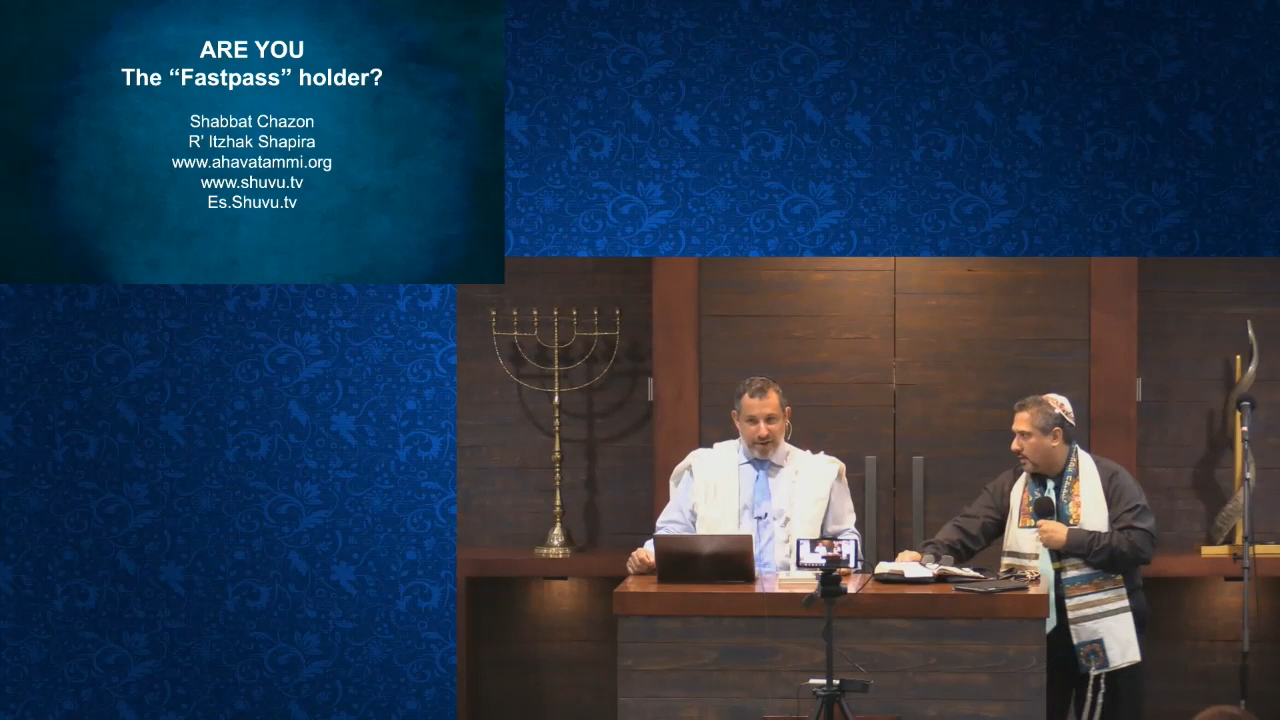 ARE YOU
The “Fastpass” holder?
Shabbat Chazon
R' Itzhak Shapira
www.ahavatammi.org
www.shuvu.tv
Es.Shuvu.tv